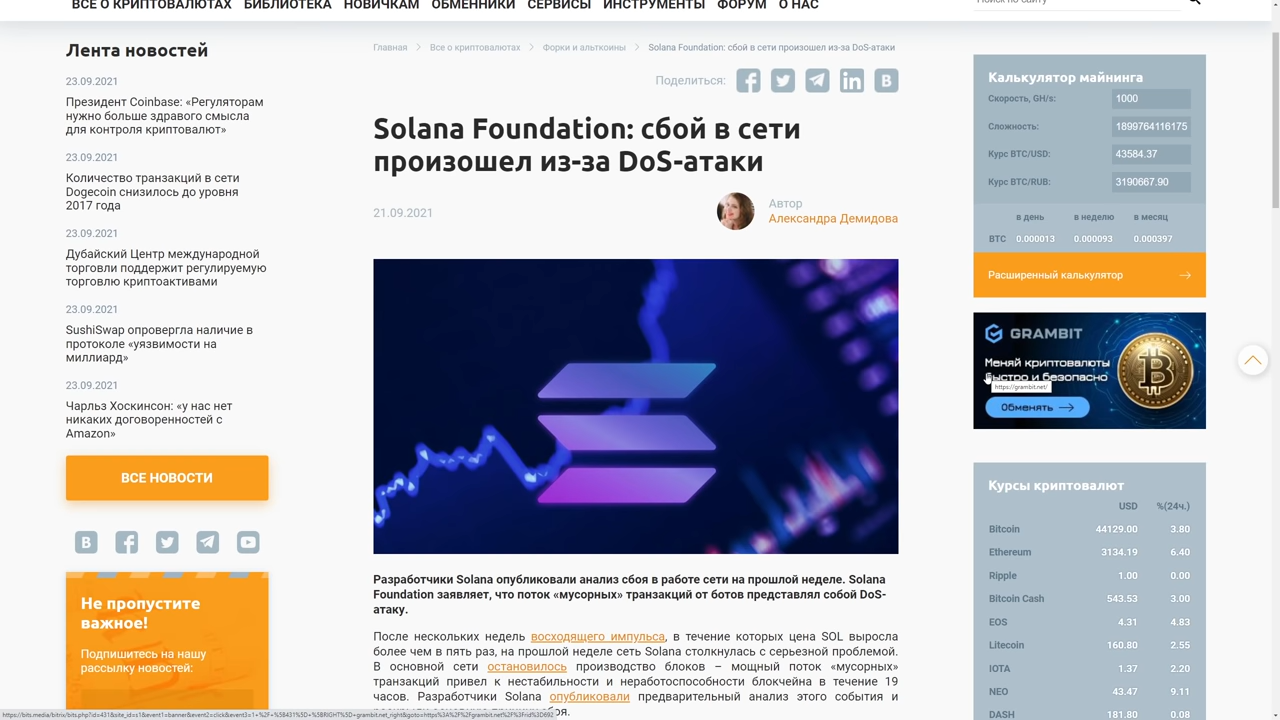 ВСЕ О КРИПТОВАЛЮТАХ БИБЛИОТЕКА НОВИЧКАМ ОБМЕННИКИ СЕРВИСЫ ИНСТРУМЕНТЫ ФОРУМ О НАС
Поиск по сайту
Лента новостей
23.09.2021
Президент Coinbase: «Регуляторам
нужно больше здравого смысла
для контроля криптовалют»
23.09.2021
Количество транзакций в сети
Dogecoin снизилось до уровня
2017 года
23.09.2021
Дубайский Центр международной
торговли поддержит регулируемую
торговлю криптоактивами
23.09.2021
SushiSwap опровергла наличие в
протоколе «уязвимости на
миллиард»
23.09.2021
Чарльз Хоскинсон: «у нас нет
никаких договоренностей с
Amazon»
ВСЕ НОВОСТИ
Не пропустите
важное!
Подпишитесь на нашу
рассылку новостей:
Главная Все о криптовалютах Форки и альткоины Solana Foundation: сбой в сети произошел из-за DoS-атаки
Поделиться:
Solana Foundation: сбой в сети
произошел из-за DoS-атаки
21.09.2021
Автор
Александра Демидова
Разработчики Solana опубликовали анализ сбоя в работе сети на прошлой неделе. Solana
Foundation заявляет, что поток «мусорных» транзакций от ботов представлял собой DoS-
атаку.
После нескольких недель восходящего импульса, в течение которых цена SOL выросла
более чем в пять раз, на прошлой неделе сеть Solana столкнулась с серьезной проблемой.
В основной сети остановилось производство блоков – мощный поток «мусорных»
транзакций привел к нестабильности и неработоспособности блокчейна в течение 19
часов. Разработчики Solana опубликовали предварительный анализ этого события и
Калькулятор майнинга
Скорость, GH/s: 1000
Сложность: 1899764116175
Курс BTC/USD: 43584.37
Курс BTC/RUB: 3190667.90
в день в неделю в месяц
BTC 0.000013 0.000093 0.000397
Расширенный калькулятор
GRAMBIT
Меняй криптовалюты
Быстро и безопасно
https://grambit.net/
Обменять
Курсы криптовалют
USD %(24ч.)
Bitcoin 44129.00 3.80
Ethereum 3134.19 6.40
Ripple 1.00 0.00
Bitcoin Cash 543.53 3.00
EOS 4.31 4.83
Litecoin 160.80 2.55
IOTA 1.37 2.20
NEO 43.47 9.11
DASH 181.80 0.08